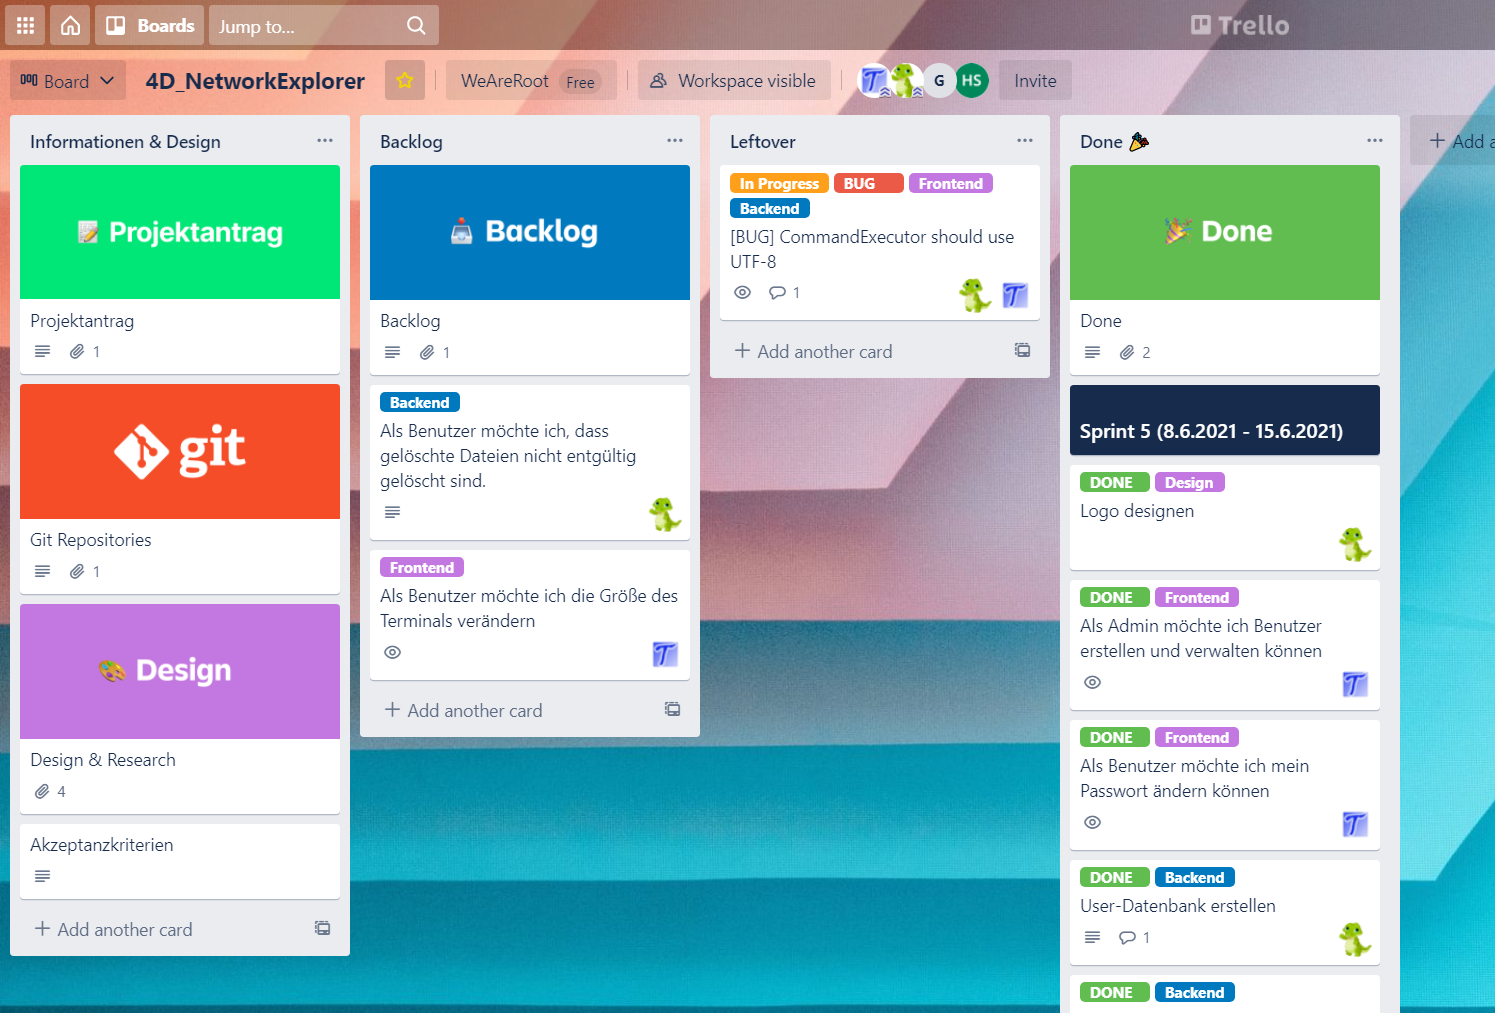 Boards
Jump to...
Trello
Board
4D_NetworkExplorer
WeAreRoot Free
Workspace visible
G
HS
Invite
Informationen & Design
Projektantrag
Projektantrag
1
git
Git Repositories
1
Design
Design & Research
4
Akzeptanzkriterien
+ Add another card
Backlog
Backlog
Backlog
1
Backend
Als Benutzer möchte ich, dass
gelöschte Dateien nicht entgültig
gelöscht sind.
Frontend
Als Benutzer möchte ich die Größe des
Terminals verändern
+ Add another card
Leftover
In Progress BUG Frontend
Backend
[BUG] CommandExecutor should use
UTF-8
1
+ Add another card
Done
Done
Done
2
Sprint 5 (8.6.2021 - 15.6.2021)
DONE Design
Logo designen
DONE Frontend
Als Admin möchte ich Benutzer
erstellen und verwalten können
DONE Frontend
Als Benutzer möchte ich mein
Passwort ändern können
DONE Backend
User-Datenbank erstellen
1
DONE Backend
+ Add a